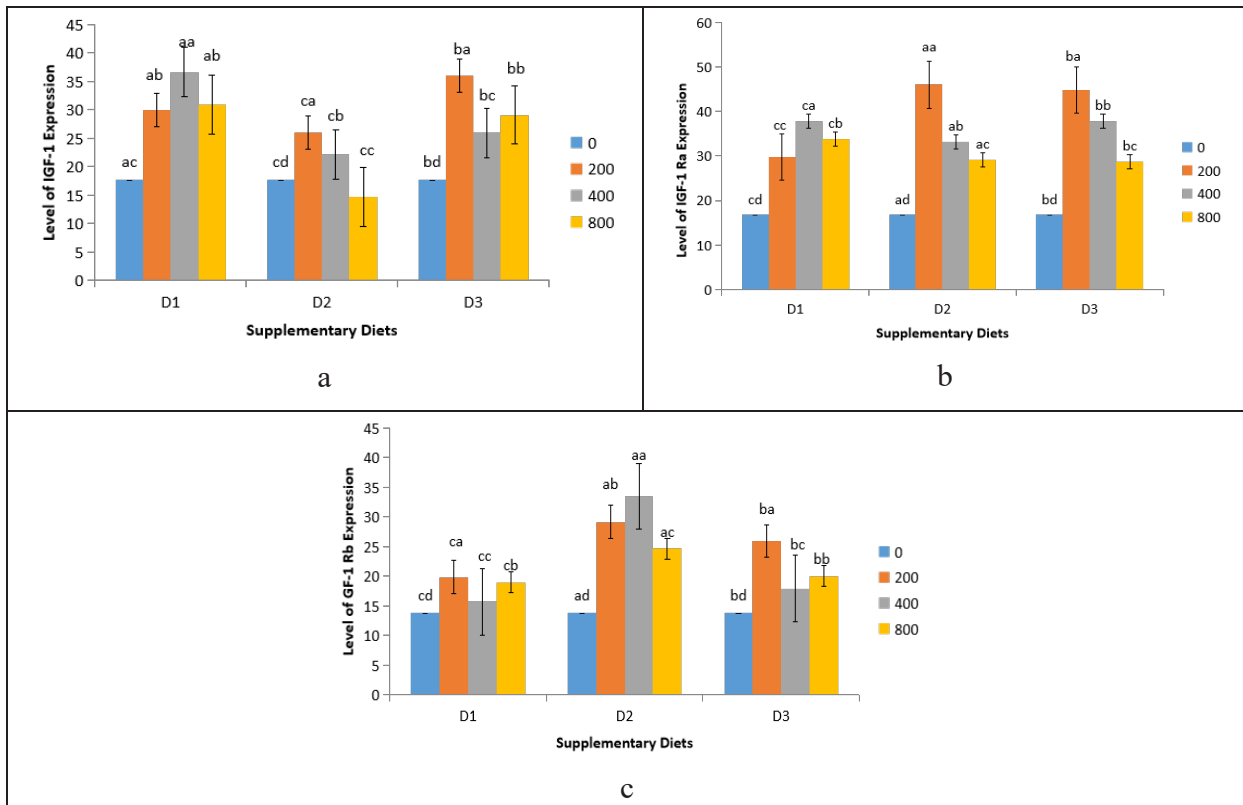 45
40
35
30
25
20
15
10
5
0
Level of IGF-1 Expression
ac ab aa ab
cd ca cb cc
bd ba bc bb
D1 D2 D3
Supplementary Diets
0
200
400
800
a
60
50
40
30
20
10
0
Level of IGF-1 Ra Expression
cd cc ca cb
ad aa ab ac
bd ba bb bc
D1 D2 D3
Supplementary Diets
0
200
400
800
b
45
40
35
30
25
20
15
10
5
0
Level of GF-1 Rb Expression
cd ca cc cb
ad ab aa ac
bd ba bc bb
D1 D2 D3
Supplementary Diets
0
200
400
800
c